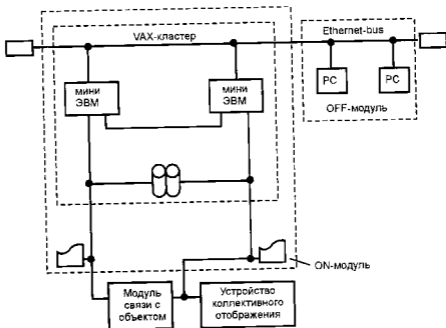 VAX-кластер
Ethernet-bus
мини
ЭВМ
мини
ЭВМ
PC
PC
OFF-модуль
ON-модуль
Модуль
связи с
объектом
Устройство
коллективного
отображения